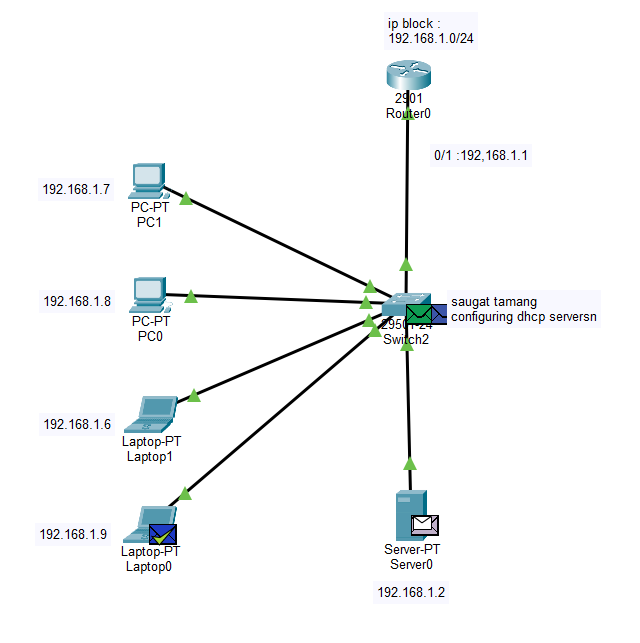 ip block :
192.168.1.0/24
2901
Router0
0/1 :192,168.1.1
192.168.1.7
PC-PT
PC1
192.168.1.8
PC-PT
PC0
saugat tamang
configuring dhcp serversn
Switch2
192.168.1.6
Laptop-PT
Laptop1
192.168.1.9
Laptop-PT
Laptop0
Server-PT
Server0
192.168.1.2